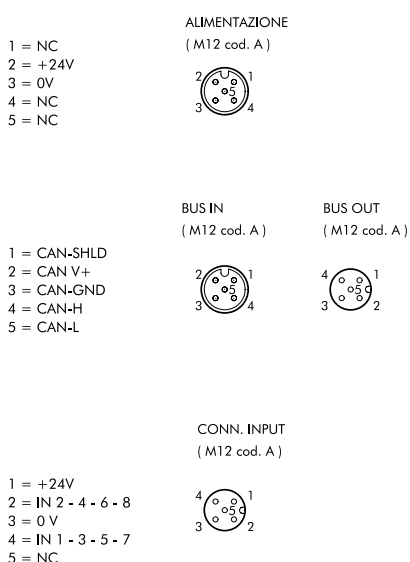 ALIMENTAZIONE
( M12 cod. A )
1 = NC
2 = +24V
3 = 0V
4 = NC
5 = NC
2 1
5
3 4
BUS IN
( M12 cod. A )
BUS OUT
( M12 cod. A )
1 = CAN-SHLD
2 = CAN V+
3 = CAN-GND
4 = CAN-H
5 = CAN-L
2 1
5
3 4
4 1
5
3 2
CONN. INPUT
( M12 cod. A )
1 = +24V
2 = IN 2 - 4 - 6 - 8
3 = 0 V
4 = IN 1 - 3 - 5 - 7
5 = NC
4 1
5
3 2